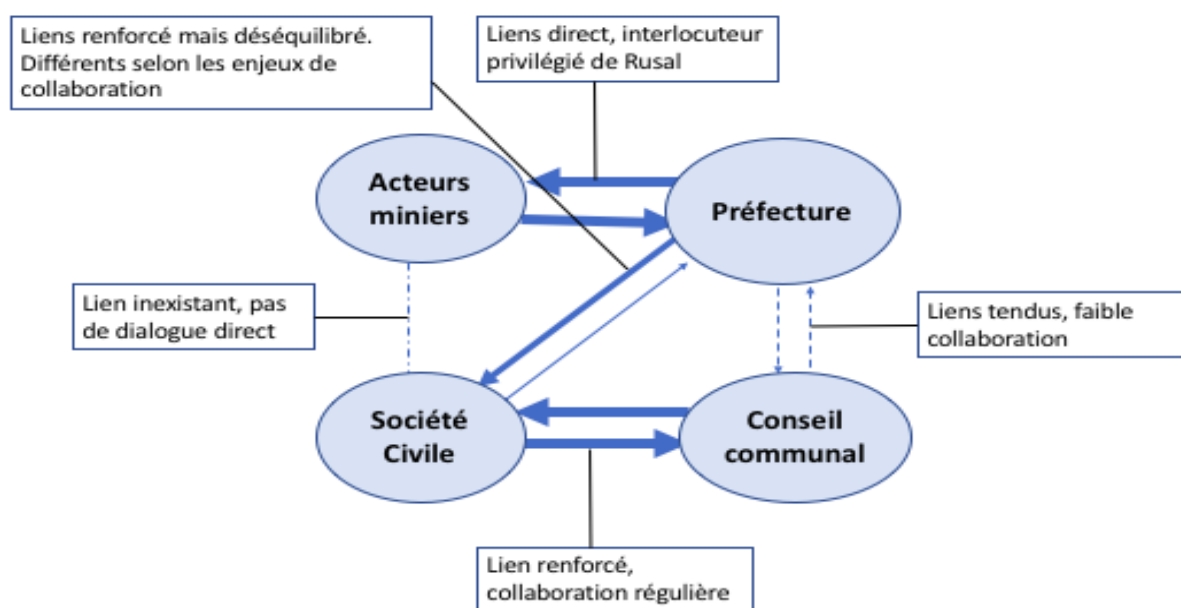 Liens renforcé mais déséquilibré.
Différents selon les enjeux de
collaboration
Liens direct, interlocuteur
privilégié de Rusal
Acteurs
miniers
Préfecture
Lien inexistant, pas
de dialogue direct
Liens tendus, faible
collaboration
Société
Civile
Conseil
communal
Lien renforcé,
collaboration régulière